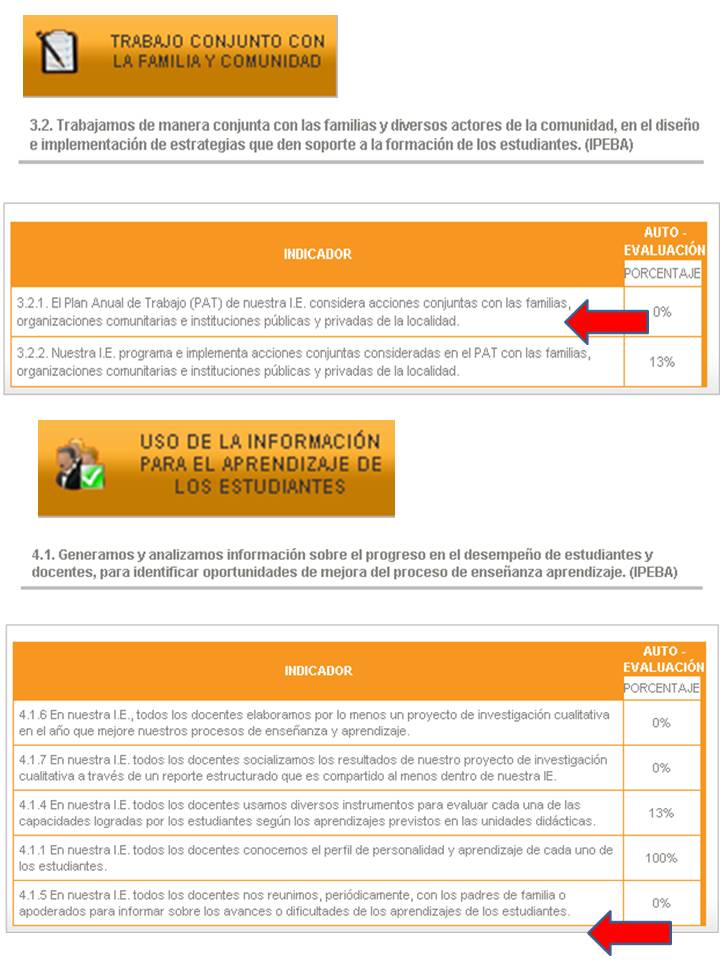 TRABAJO CONJUNTO CON
LA FAMILIA Y COMUNIDAD
3.2. Trabajamos de manera conjunta con las familias y diversos actores de la comunidad, en el diseño
e implementación de estrategias que den soporte a la formación de los estudiantes. (IPEBA)
INDICADOR
AUTO -
EVALUACIÓN
PORCENTAJE
3.2.1. El Plan Anual de Trabajo (PAT) de nuestra I.E. considera acciones conjuntas con las familias,
organizaciones comunitarias e instituciones públicas y privadas de la localidad.
0%
3.2.2. Nuestra I.E. programa e implementa acciones conjuntas consideradas en el PAT con las familias,
organizaciones comunitarias e instituciones públicas y privadas de la localidad.
13%
USO DE LA INFORMACIÓN
PARA EL APRENDIZAJE DE
LOS ESTUDIANTES
4.1. Generamos y analizamos información sobre el progreso en el desempeño de estudiantes y
docentes, para identificar oportunidades de mejora del proceso de enseñanza aprendizaje. (IPEBA)
INDICADOR
AUTO -
EVALUACIÓN
PORCENTAJE
4.1.6 En nuestra I.E., todos los docentes elaboramos por lo menos un proyecto de investigación cualitativa
en el año que mejore nuestros procesos de enseñanza y aprendizaje.
0%
4.1.7 En nuestra I.E. todos los docentes socializamos los resultados de nuestro proyecto de investigación
cualitativa a través de un reporte estructurado que es compartido al menos dentro de nuestra IE.
0%
4.1.4 En nuestra I.E. todos los docentes usamos diversos instrumentos para evaluar cada una de las
capacidades logradas por los estudiantes según los aprendizajes previstos en las unidades didácticas.
13%
4.1.1 En nuestra I.E. todos los docentes conocemos el perfil de personalidad y aprendizaje de cada uno de
los estudiantes.
100%
4.1.5 En nuestra I.E. todos los docentes nos reunimos, periódicamente, con los padres de familia o
apoderados para informar sobre los avances o dificultades de los aprendizajes de los estudiantes.
0%